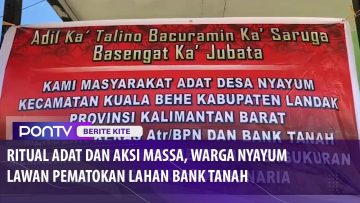 Adil Ka' Talino Bacuramin Ka' Saruga
Basengat Ka' Jubata
KAMI MASYARAKAT ADAT DESA NYAYUM
KECAMATAN KUALA BEHE KABUPATEN LANDAK
PROVINSI KALIMANTAN BARAT
Atr/BPN DAN BANK TANAH
PONTV BERITE KITE
RITUAL ADAT DAN AKSI MASSA, WARGA NYAYUM
LAWAN PEMATOKAN LAHAN BANK TANAH